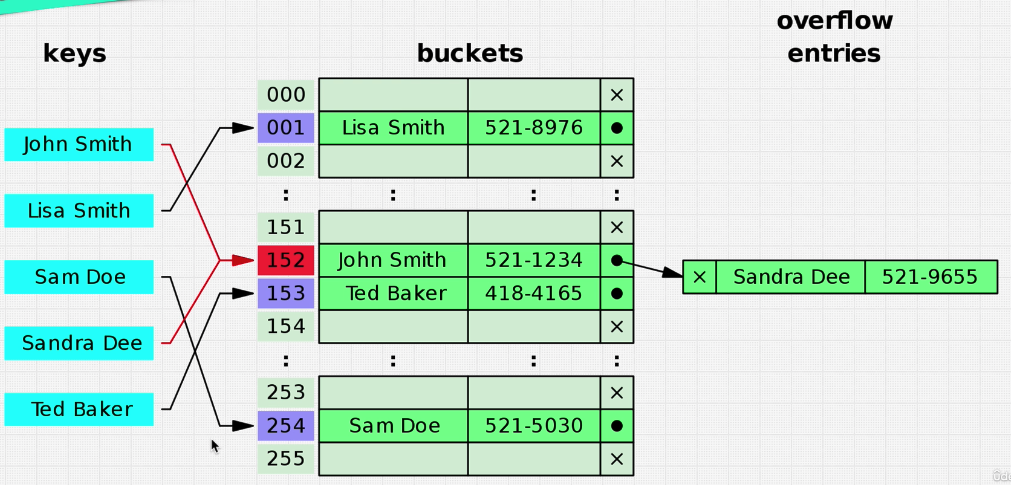 overflow
entries
keys
buckets
000 ×
001 Lisa Smith 521-8976
002 ×
: : : :
151 ×
152 John Smith 521-1234
153 Ted Baker 418-4165
154 ×
: : : :
253 ×
254 Sam Doe 521-5030
255 ×
John Smith
Lisa Smith
Sam Doe
Sandra Dee
Ted Baker
× Sandra Dee 521-9655